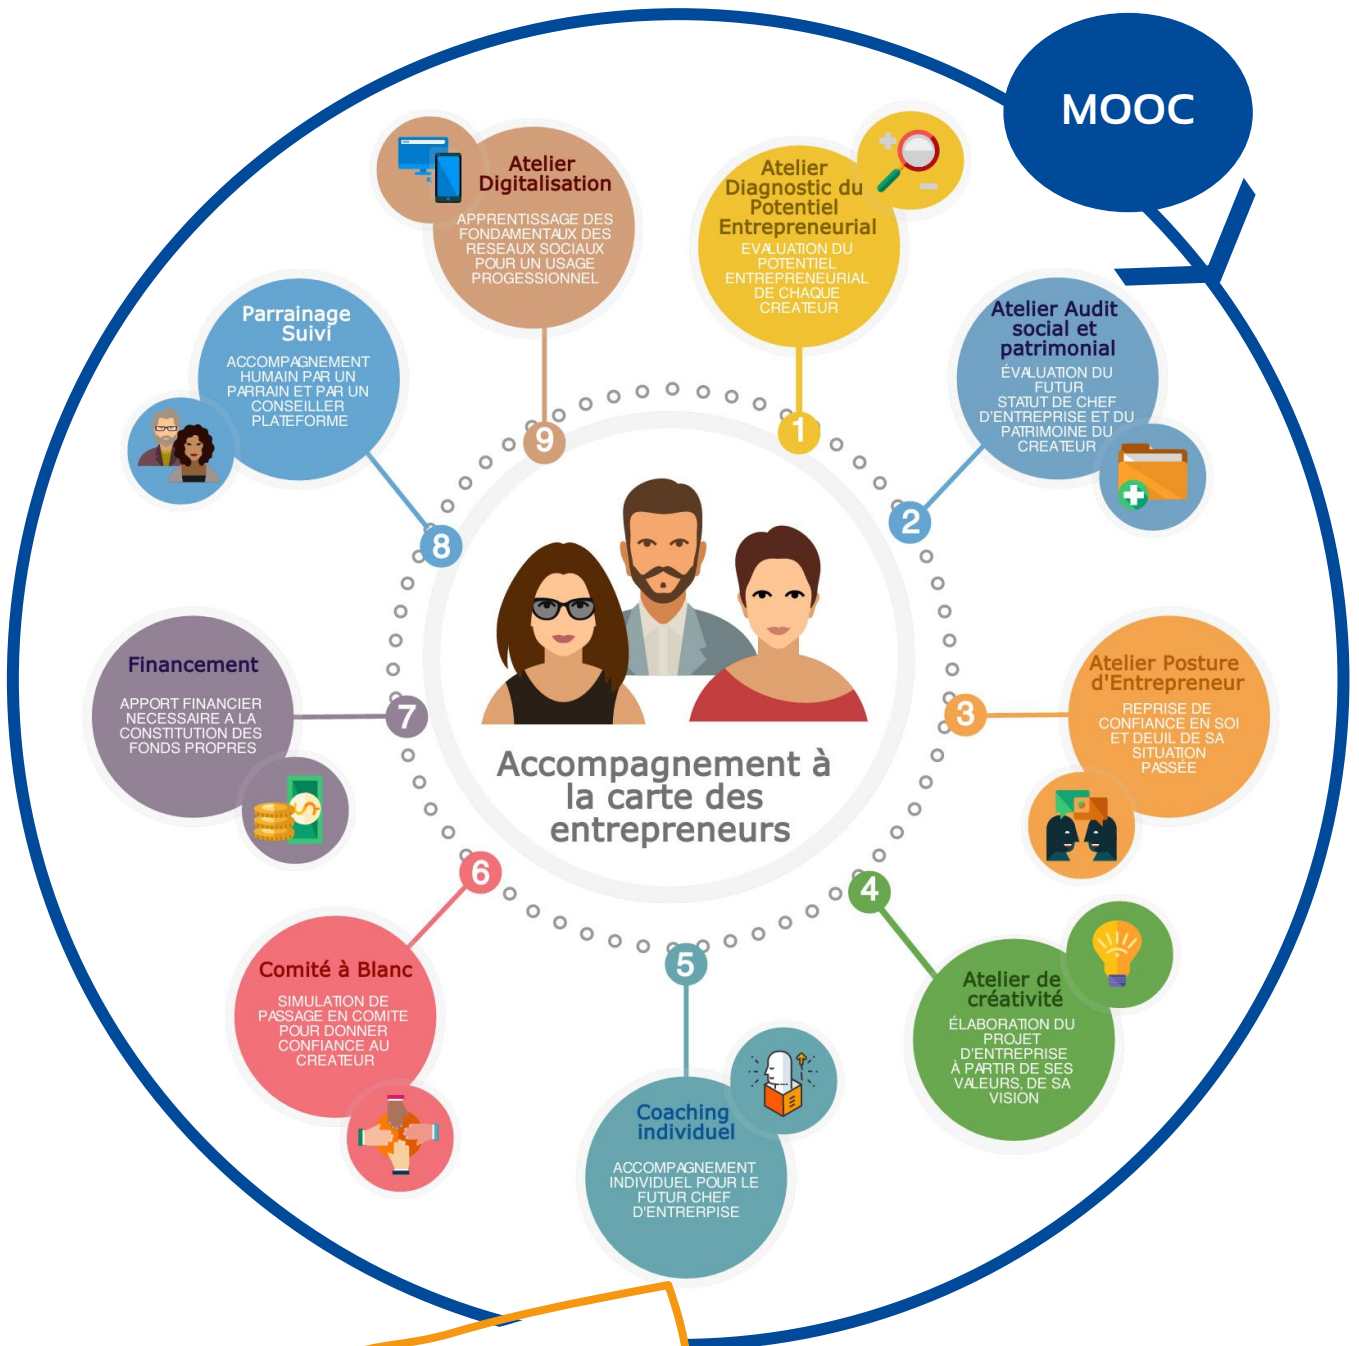 MOOC
Atelier
Diagnostic du
Potentiel
Entrepreneurial
EVALUATION DU
POTENTIEL
ENTREPRENEURIAL
DE CHAQUE
CREATEUR
1
Atelier Audit
social et
patrimonial
ÉVALUATION DU
FUTUR
STATUT DE CHEF
D'ENTREPRISE ET DU
PATRIMOINE DU
CREATEUR
2
Atelier Posture
d'Entrepreneur
REPRISE DE
CONFIANCE EN SOI
ET DEUIL DE SA
SITUATION
PASSÉE
3
Atelier de
créativité
ÉLABORATION DU
PROJET
D'ENTREPRISE
À PARTIR DE SES
VALEURS, DE SA
VISION
4
Coaching
individuel
ACCOMPAGNEMENT
INDIVIDUEL POUR LE
FUTUR CHEF
D'ENTRERPISE
5
Comité à Blanc
SIMULATION DE
PASSAGE EN COMITE
POUR DONNER
CONFIANCE AU
CREATEUR
6
Financement
APPORT FINANCIER
NECESSAIRE A LA
CONSTITUTION DES
FONDS PROPRES
7
Parrainage
Suivi
ACCOMPAGNEMENT
HUMAIN PAR UN
PARRAIN ET PAR UN
CONSEILLER
PLATEFORME
8
Atelier
Digitalisation
APPRENTISSAGE DES
FONDAMENTAUX DES
RESEAUX SOCIAUX
POUR UN USAGE
PROGESSIONNEL
9
Accompagnement à
la carte des
entrepreneurs